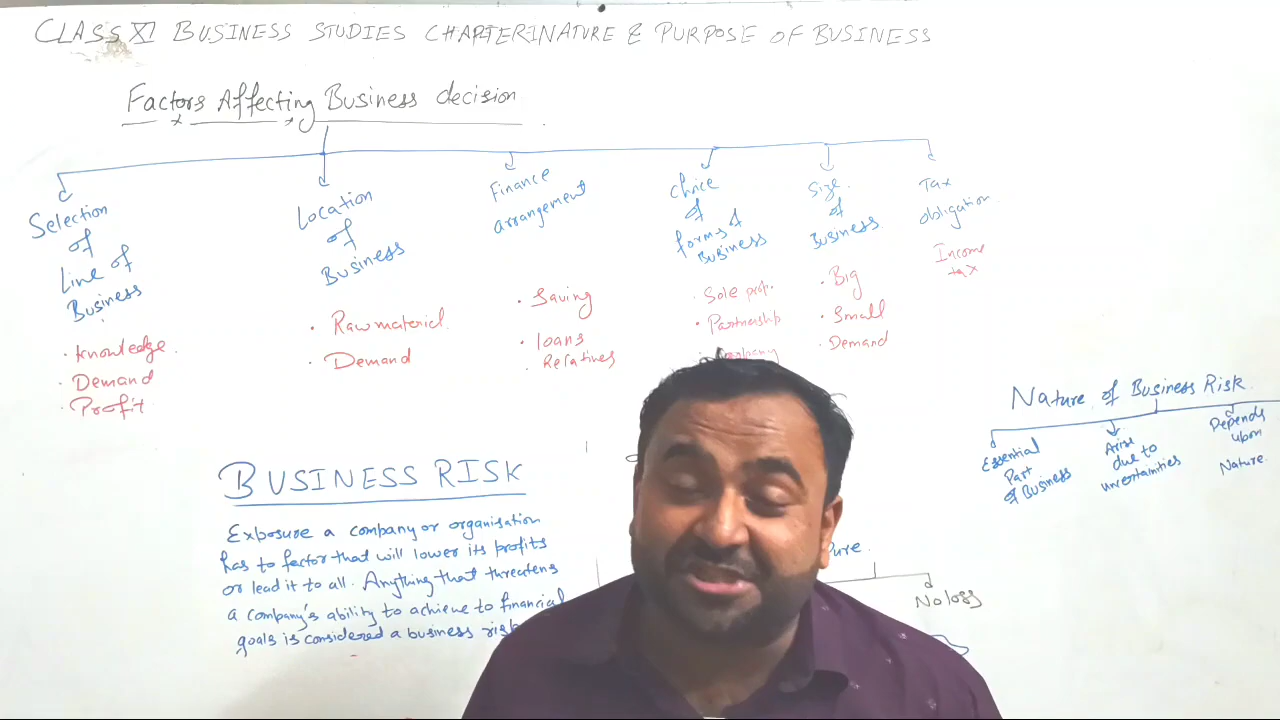 CLASS XI BUSINESS STUDIES CHAPTER:NATURE & PURPOSE OF BUSINESS
Factors Affecting Business decision
Selection
of
Line of
Business
• Knowledge
• Demand
• Profit
Location
of
Business
• Raw material
• Demand
Finance
arrangement
• Saving
• loans
• Relatives
Choice
of
forms of
Business
• Sole prop.
• Partnership
Size
of
Business
• Big
• Small
• Demand
Tax
obligation
Income
tax
BUSINESS RISK
Exposure a company or organisation
has to factor that will lower its profits
or lead it to all. Anything that threatens
a company's ability to achieve to financial
goals is considered a business
Nature of Business Risk
Essential
Part
of Business
Arise
due to
uncertainities
Depends
upon
Nature
No loss